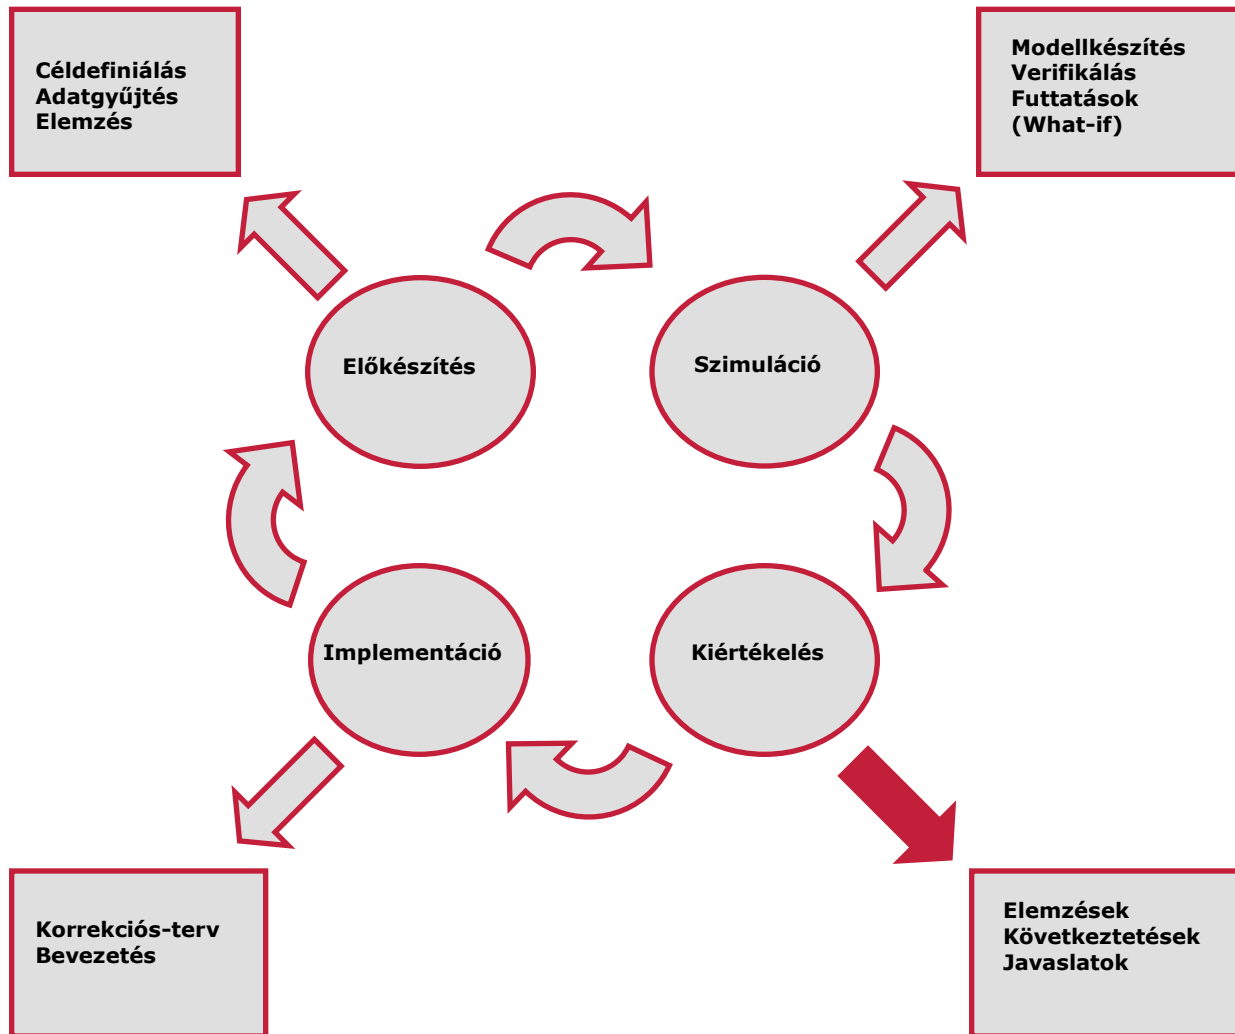 Céldefiniálás
Adatgyűjtés
Elemzés
Modellkészítés
Verifikálás
Futtatások
(What-if)
Előkészítés
Szimuláció
Implementáció
Kiértékelés
Korrekciós-terv
Bevezetés
Elemzések
Következtetések
Javaslatok